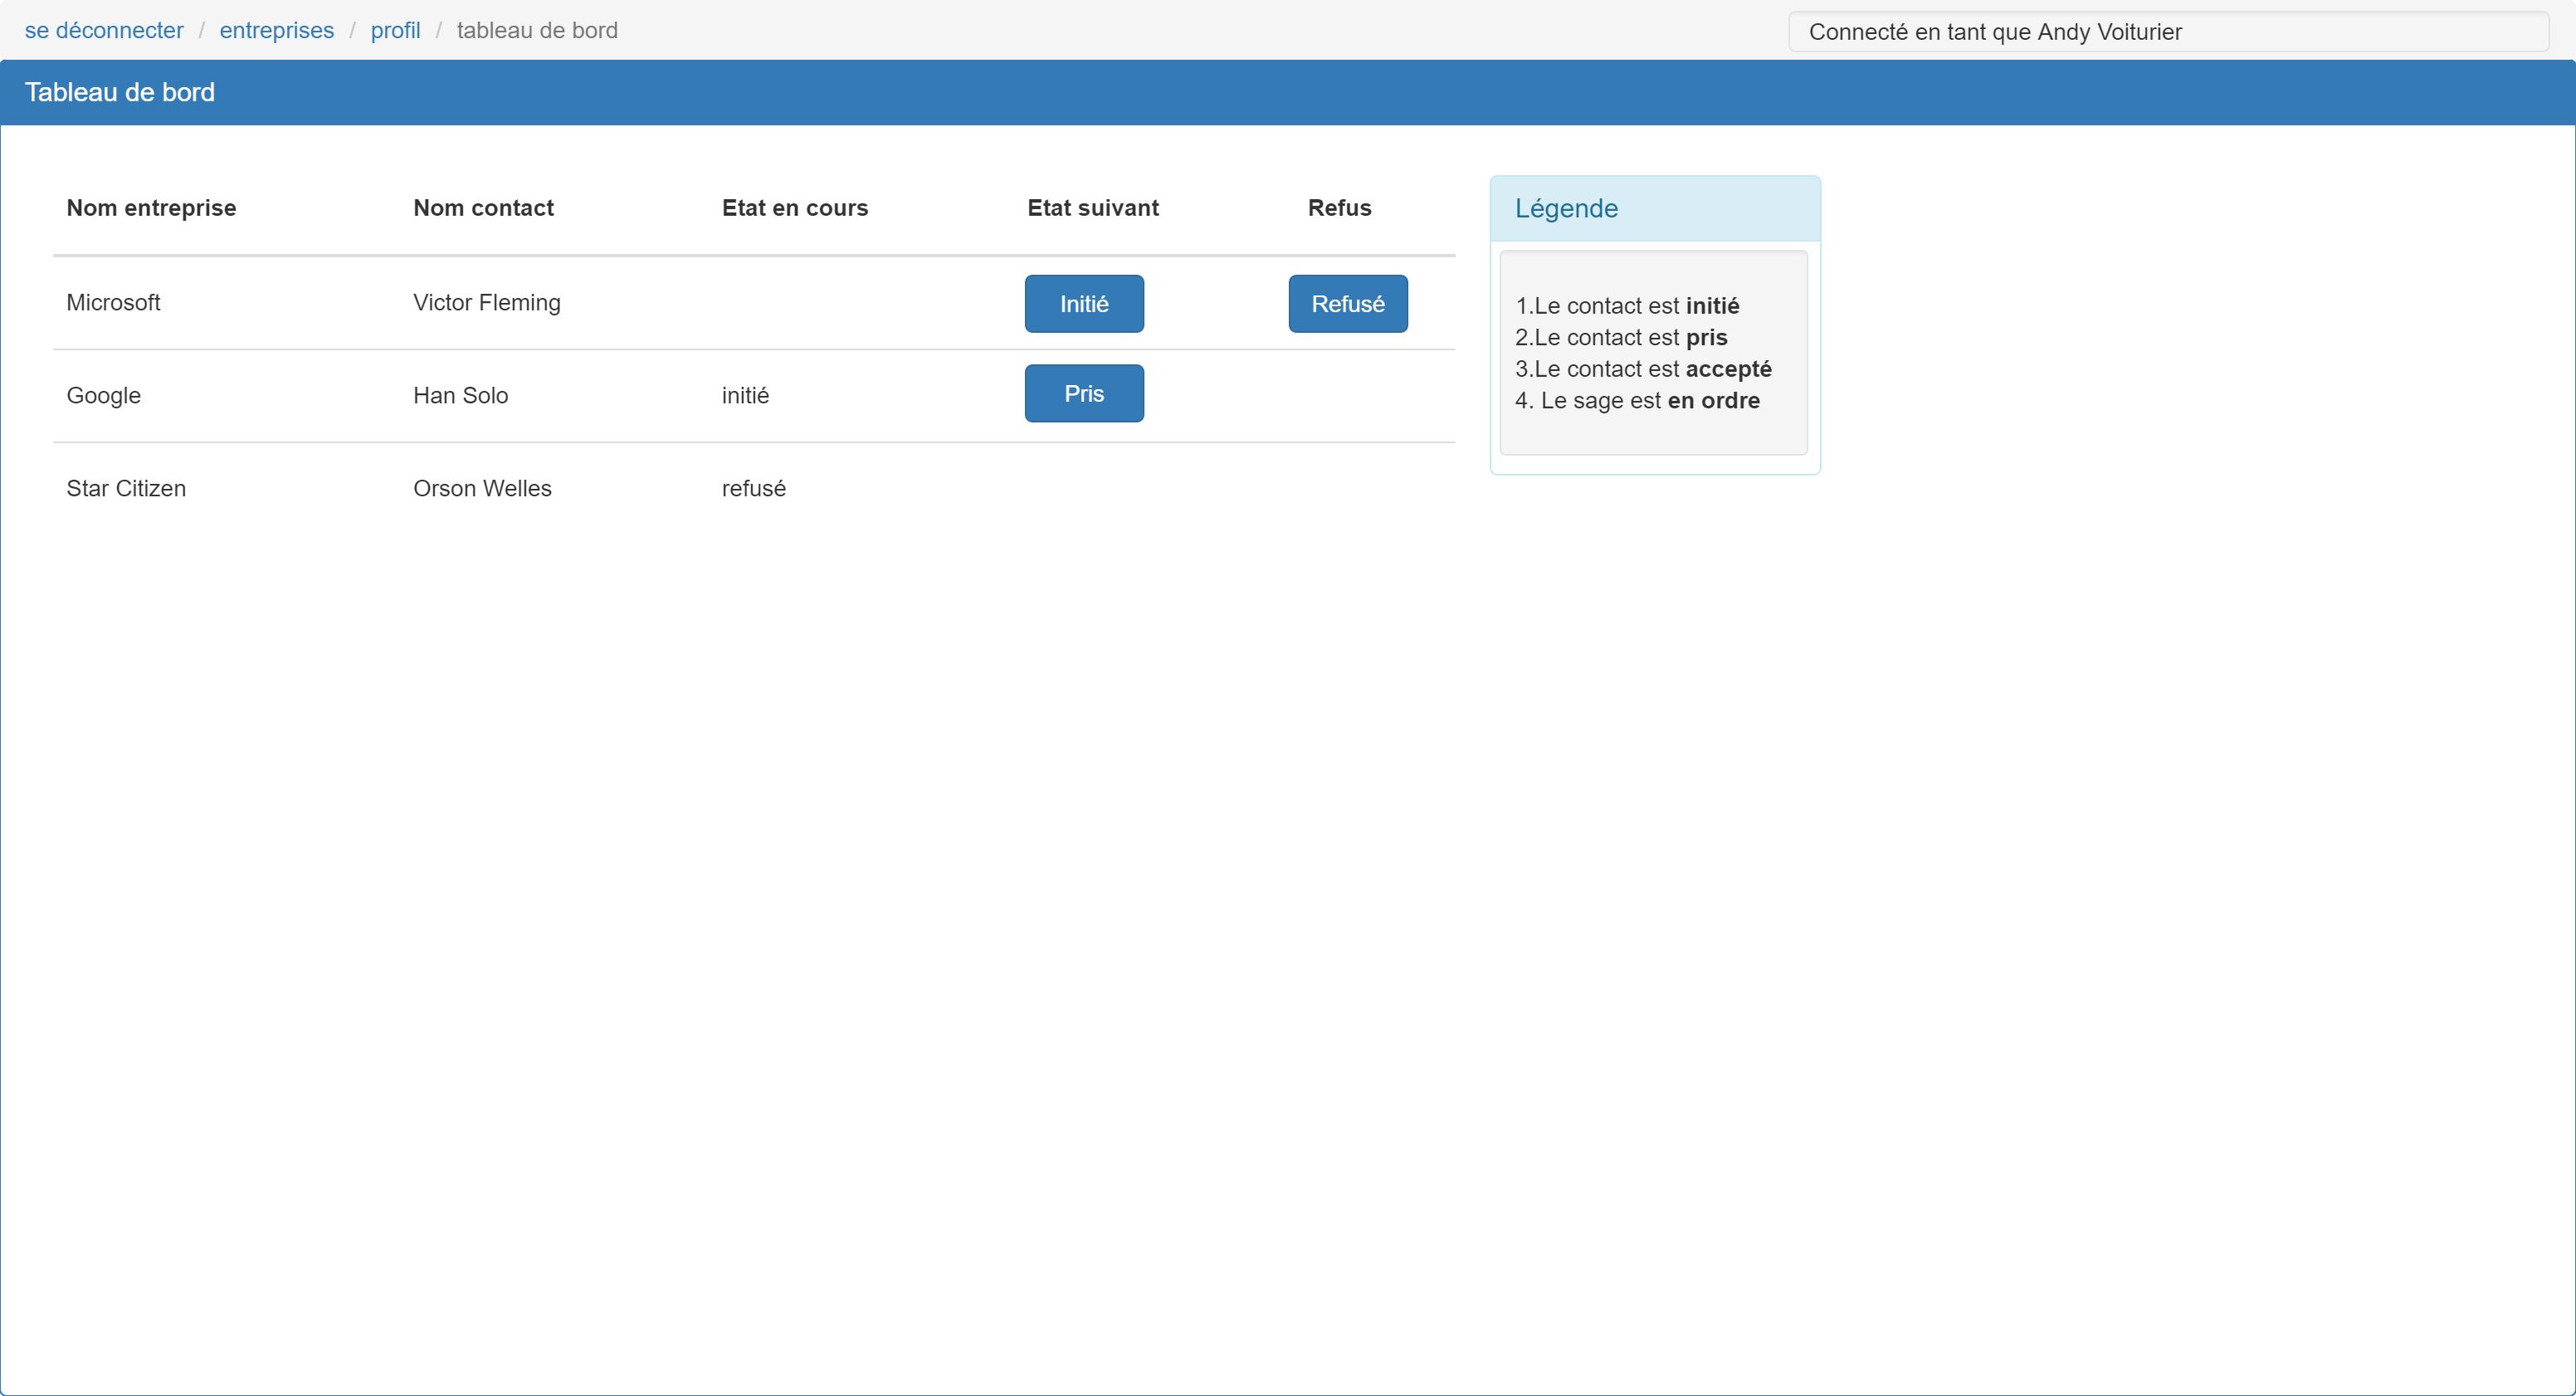 se déconnecter / entreprises / profil / tableau de bord
Connecté en tant que Andy Voiturier
Tableau de bord
Nom entreprise Nom contact Etat en cours Etat suivant Refus
Microsoft Victor Fleming Initié Refusé
Google Han Solo initié Pris
Star Citizen Orson Welles refusé
Légende
1.Le contact est initié
2.Le contact est pris
3.Le contact est accepté
4. Le sage est en ordre